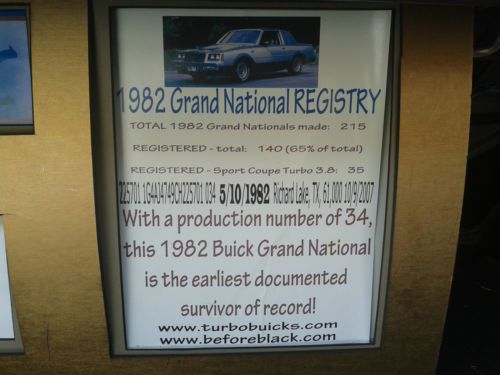 1982 Grand National REGISTRY
TOTAL 1982 Grand Nationals made: 215
REGISTERED - total: 140 (65% of total)
REGISTERED - Sport Coupe Turbo 3.8: 35
225701 1G4AJ4749CH225701 034 5/10/1982 Richard Lake, TX, 61,000 10/9/2007
With a production number of 34,
this 1982 Buick Grand National
is the earliest documented
survivor of record!
www.turbobuicks.com
www.beforeblack.com